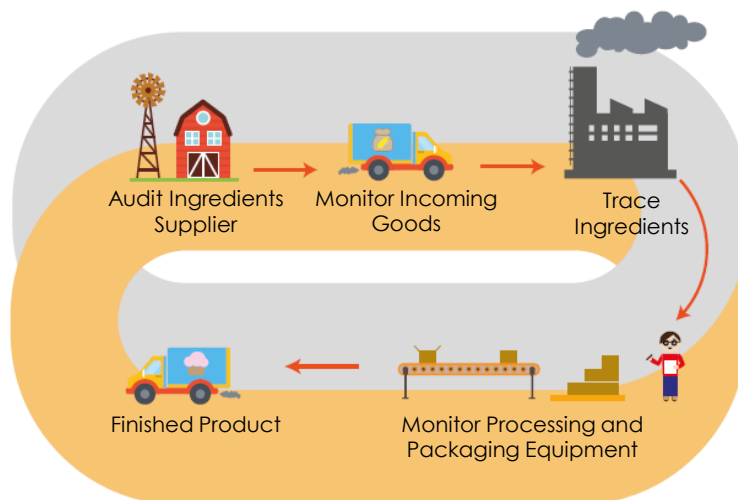 Audit Ingredients
Supplier
Monitor Incoming
Goods
Trace
Ingredients
Finished Product
Monitor Processing and
Packaging Equipment